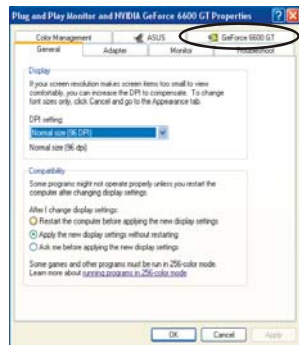 Plug and Play Monitor and NVIDIA GeForce 6600 GT Properties
Color Management
ASUS
GeForce 6600 GT
General
Adapter
Monitor
Troubleshoot
Display
If your screen resolution makes screen items too small to view
comfortably, you can increase the DPI to compensate. To change
font sizes only, click Cancel and go to the Appearance tab.
DPI setting:
Normal size (96 DPI)
Normal size (96 dpi)
Compatibility
Some programs might not operate properly unless you restart the
computer after changing display settings.
After I change display settings:
Restart the computer before applying the new display settings
Apply the new display settings without restarting
Ask me before applying the new display settings
Some games and other programs must be run in 256-color mode.
Learn more about running programs in 256-color mode
OK
Cancel
Apply